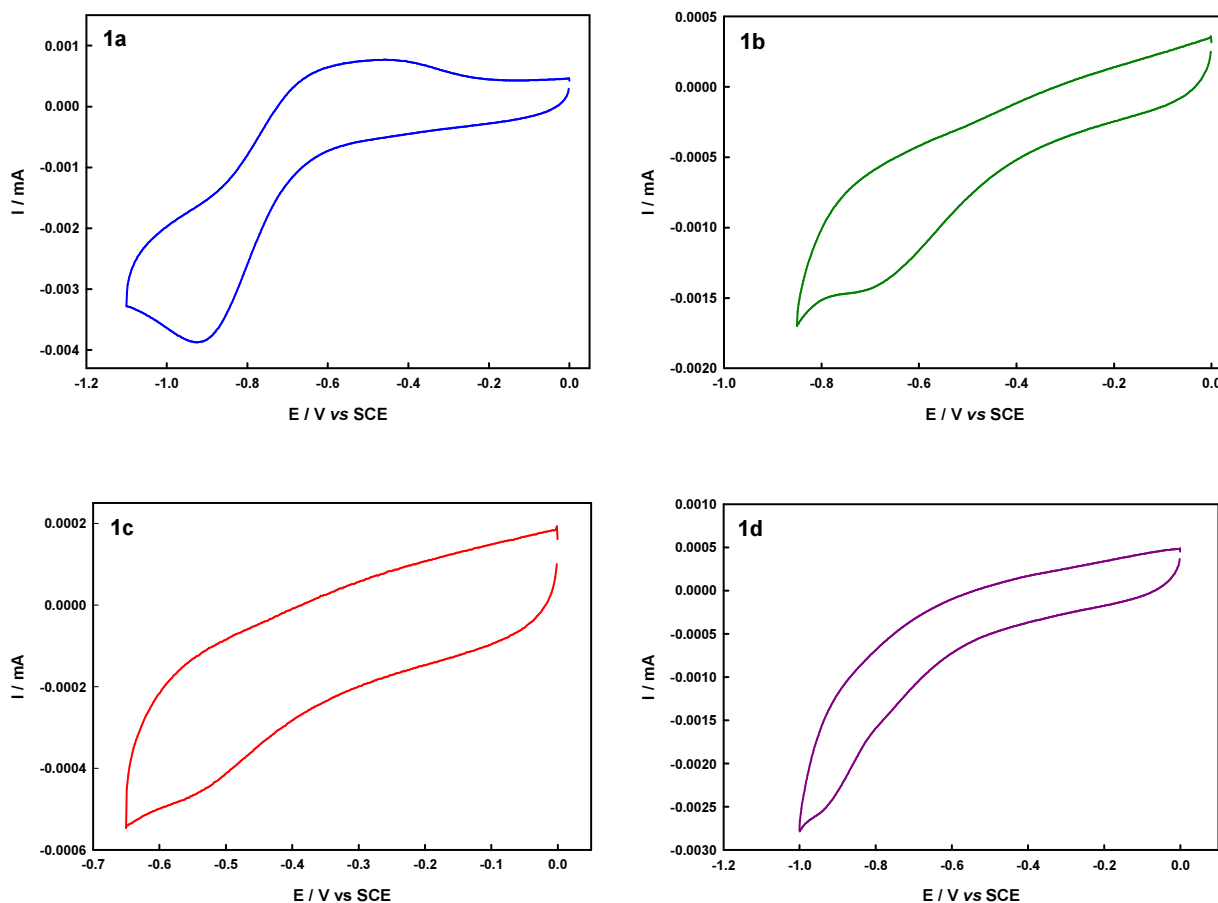 1a
0.001
0.000
-0.001
-0.002
-0.003
-0.004
I / mA
-1.2 -1.0 -0.8 -0.6 -0.4 -0.2 0.0
E / V vs SCE
1b
0.0005
0.0000
-0.0005
-0.0010
-0.0015
-0.0020
I / mA
-1.0 -0.8 -0.6 -0.4 -0.2 0.0
E / V vs SCE
1c
0.0002
0.0000
-0.0002
-0.0004
-0.0006
I / mA
-0.7 -0.6 -0.5 -0.4 -0.3 -0.2 -0.1 0.0
E / V vs SCE
1d
0.0010
0.0005
0.0000
-0.0005
-0.0010
-0.0015
-0.0020
-0.0025
-0.0030
I / mA
-1.2 -1.0 -0.8 -0.6 -0.4 -0.2 0.0
E / V vs SCE